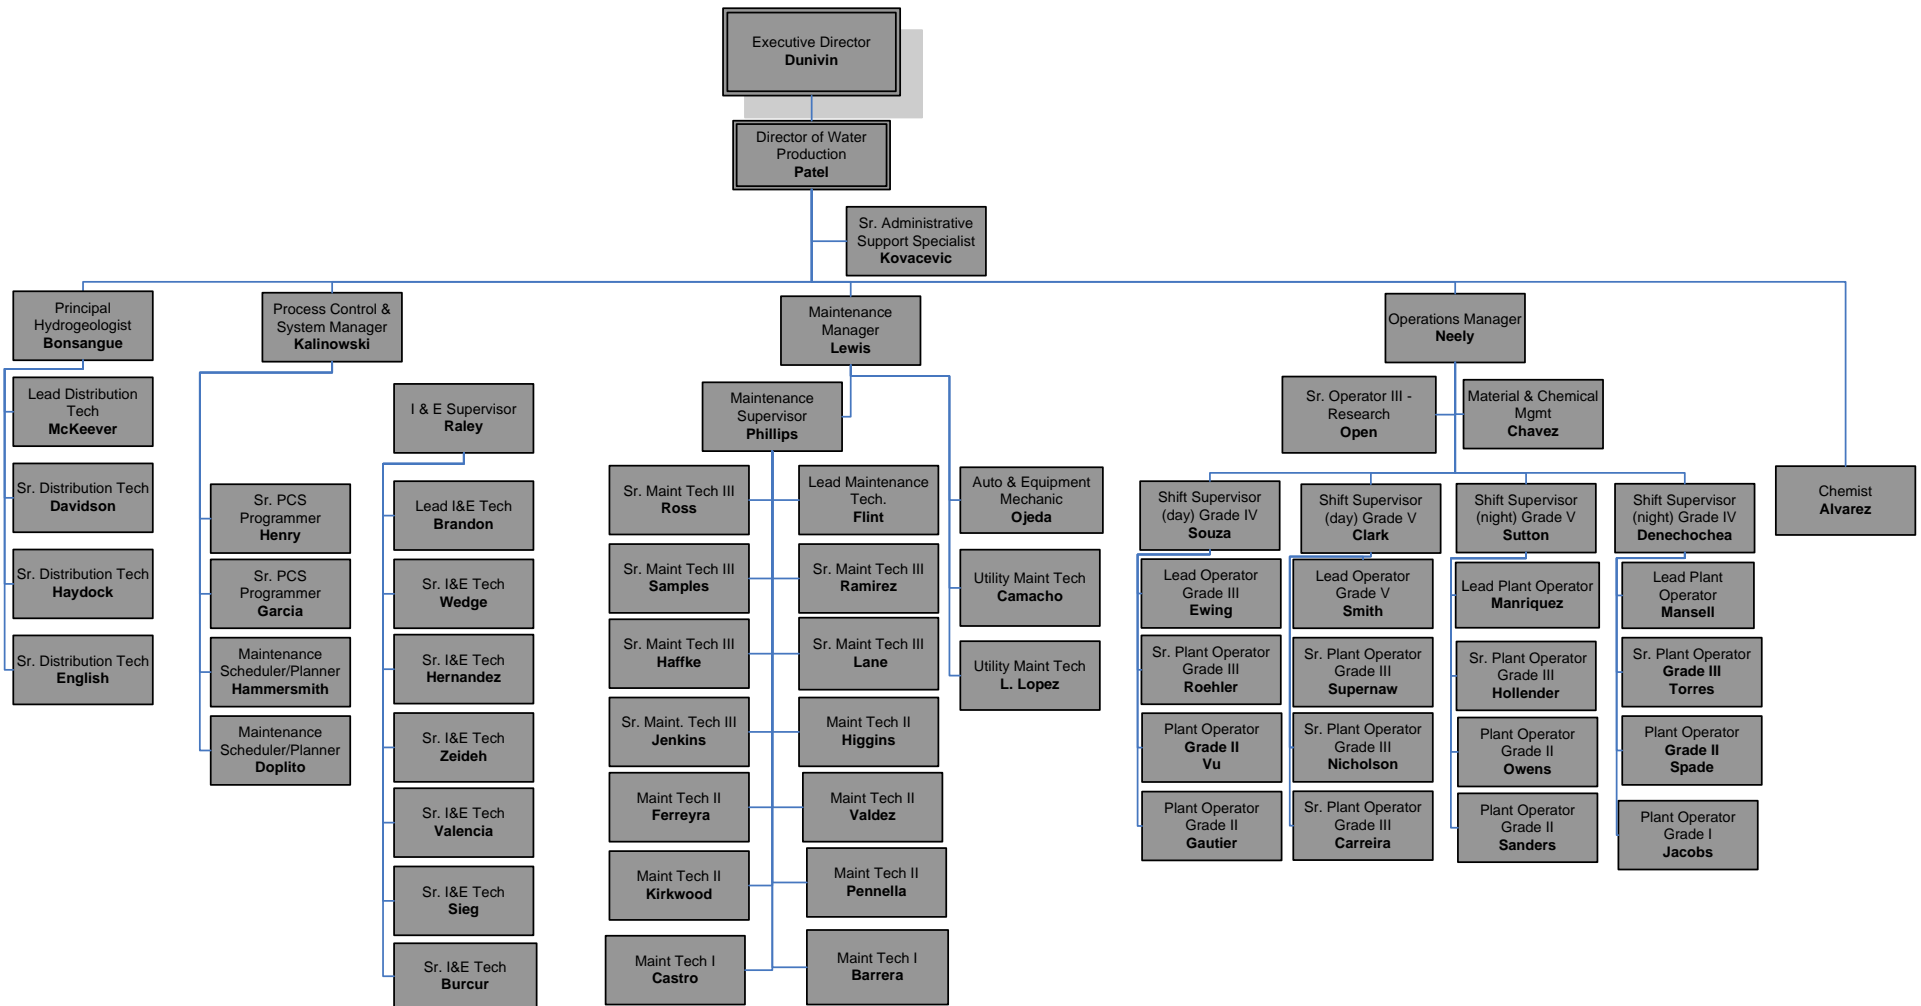 Executive Director
Dunivin
Director of Water
Production
Patel
Sr. Administrative
Support Specialist
Kovacevic
Principal
Hydrogeologist
Bonsangue
Lead Distribution
Tech
McKeever
Sr. Distribution Tech
Davidson
Sr. Distribution Tech
Haydock
Sr. Distribution Tech
English
Process Control &
System Manager
Kalinowski
Sr. PCS
Programmer
Henry
Sr. PCS
Programmer
Garcia
Maintenance
Scheduler/Planner
Hammersmith
Maintenance
Scheduler/Planner
Doplito
I & E Supervisor
Raley
Lead I&E Tech
Brandon
Sr. I&E Tech
Wedge
Sr. I&E Tech
Hernandez
Sr. I&E Tech
Zeideh
Sr. I&E Tech
Valencia
Sr. I&E Tech
Sieg
Sr. I&E Tech
Burcur
Maintenance
Manager
Lewis
Maintenance
Supervisor
Phillips
Sr. Maint Tech III
Ross
Lead Maintenance
Tech.
Flint
Sr. Maint Tech III
Samples
Sr. Maint Tech III
Ramirez
Sr. Maint Tech III
Haffke
Sr. Maint Tech III
Lane
Sr. Maint. Tech III
Jenkins
Maint Tech II
Higgins
Maint Tech II
Ferreyra
Maint Tech II
Valdez
Maint Tech II
Kirkwood
Maint Tech II
Pennella
Maint Tech I
Castro
Maint Tech I
Barrera
Auto & Equipment
Mechanic
Ojeda
Utility Maint Tech
Camacho
Utility Maint Tech
L. Lopez
Operations Manager
Neely
Sr. Operator III -
Research
Open
Material & Chemical
Mgmt
Chavez
Shift Supervisor
(day) Grade IV
Souza
Lead Operator
Grade III
Ewing
Sr. Plant Operator
Grade III
Roehler
Plant Operator
Grade II
Vu
Plant Operator
Grade II
Gautier
Shift Supervisor
(day) Grade V
Clark
Lead Operator
Grade V
Smith
Sr. Plant Operator
Grade III
Supernaw
Sr. Plant Operator
Grade III
Nicholson
Sr. Plant Operator
Grade III
Carreira
Shift Supervisor
(night) Grade V
Sutton
Lead Plant Operator
Manriquez
Sr. Plant Operator
Grade III
Hollender
Plant Operator
Grade II
Owens
Plant Operator
Grade II
Sanders
Shift Supervisor
(night) Grade IV
Denechochea
Lead Plant
Operator
Mansell
Sr. Plant Operator
Grade III
Torres
Plant Operator
Grade II
Spade
Plant Operator
Grade I
Jacobs
Chemist
Alvarez